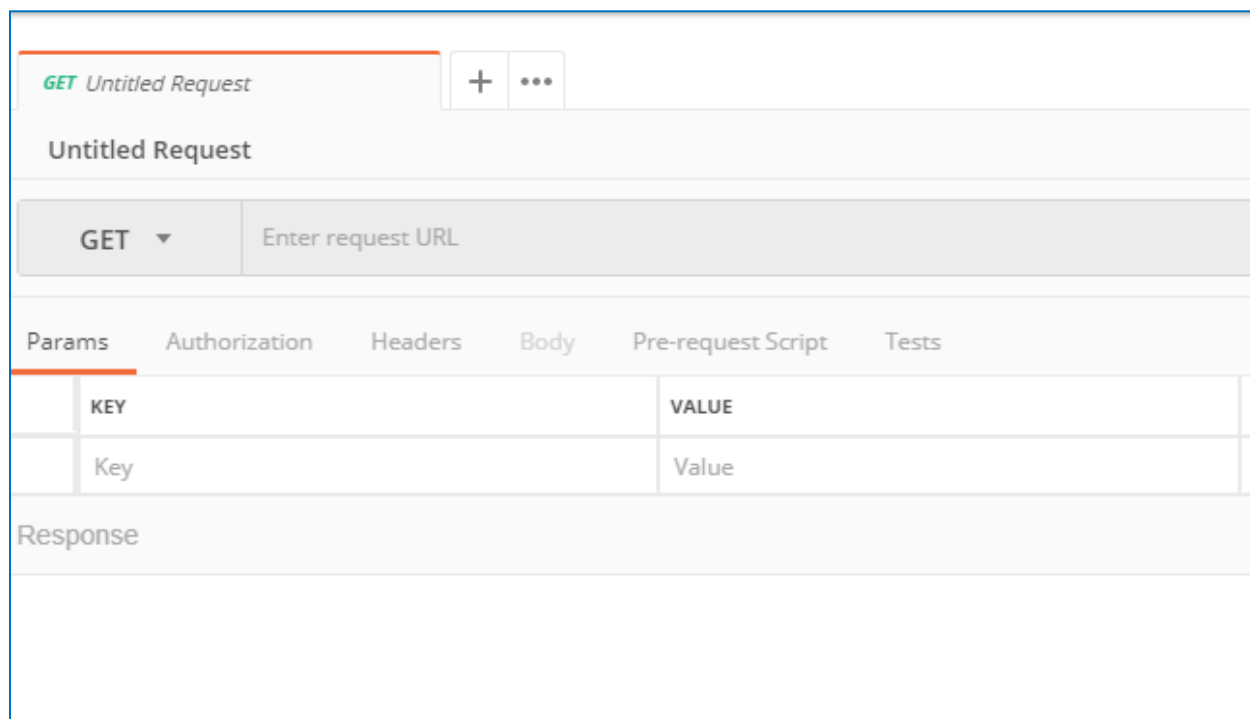 GET Untitled Request
Untitled Request
GET Enter request URL
Params Authorization Headers Body Pre-request Script Tests
KEY VALUE
Key Value
Response